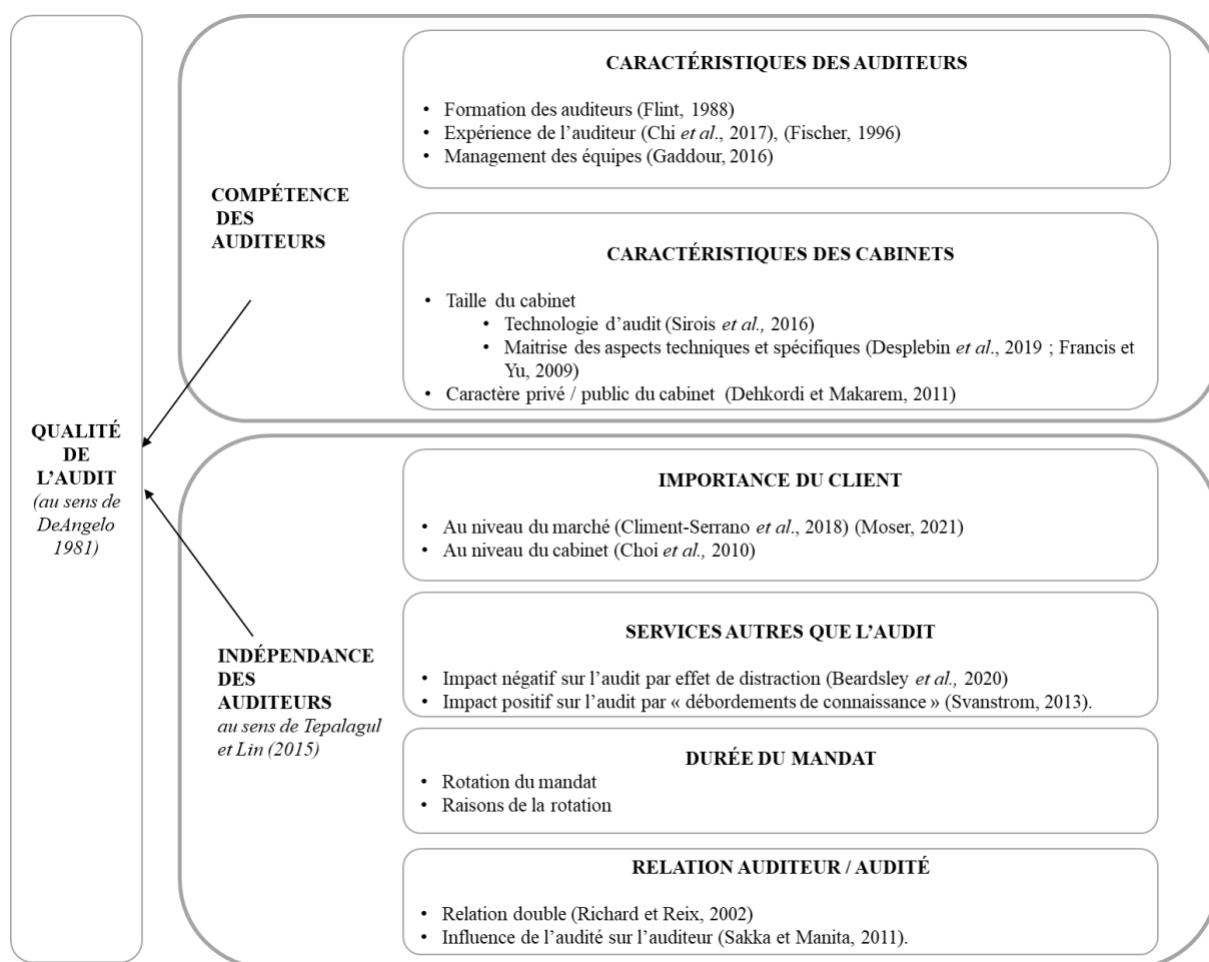 QUALITÉ
DE
L’AUDIT
(au sens de
DeAngelo
1981)
COMPÉTENCE
DES
AUDITEURS
CARACTÉRISTIQUES DES AUDITEURS
• Formation des auditeurs (Flint, 1988)
• Expérience de l’auditeur (Chi et al., 2017), (Fischer, 1996)
• Management des équipes (Gaddour, 2016)
CARACTÉRISTIQUES DES CABINETS
• Taille du cabinet
• Technologie d’audit (Sirois et al., 2016)
• Maitrise des aspects techniques et spécifiques (Desplebin et al., 2019 ; Francis et
Yu, 2009)
• Caractère privé / public du cabinet (Dehkordi et Makarem, 2011)
INDÉPENDANCE
DES
AUDITEURS
au sens de Tepalagul
et Lin (2015)
IMPORTANCE DU CLIENT
• Au niveau du marché (Climent-Serrano et al., 2018) (Moser, 2021)
• Au niveau du cabinet (Choi et al., 2010)
SERVICES AUTRES QUE L’AUDIT
• Impact négatif sur l’audit par effet de distraction (Beardsley et al., 2020)
• Impact positif sur l’audit par « débordements de connaissance » (Svanstrom, 2013).
DURÉE DU MANDAT
• Rotation du mandat
• Raisons de la rotation
RELATION AUDITEUR / AUDITÉ
• Relation double (Richard et Reix, 2002)
• Influence de l’audité sur l’auditeur (Sakka et Manita, 2011).